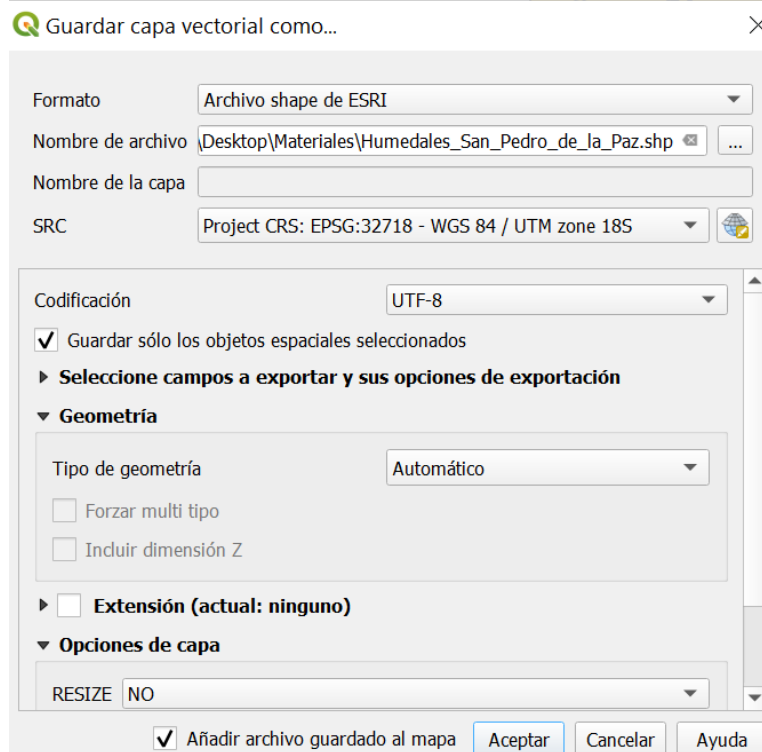 Guardar capa vectorial como...
Formato Archivo shape de ESRI
Nombre de archivo \Desktop\Materiales\Humedales_San_Pedro_de_la_Paz.shp ...
Nombre de la capa
SRC Project CRS: EPSG:32718 - WGS 84 / UTM zone 18S
Codificación UTF-8
Guardar sólo los objetos espaciales seleccionados
Seleccione campos a exportar y sus opciones de exportación
Geometría
Tipo de geometría Automático
Forzar multi tipo
Incluir dimensión Z
Extensión (actual: ninguno)
Opciones de capa
RESIZE NO
Añadir archivo guardado al mapa Aceptar Cancelar Ayuda